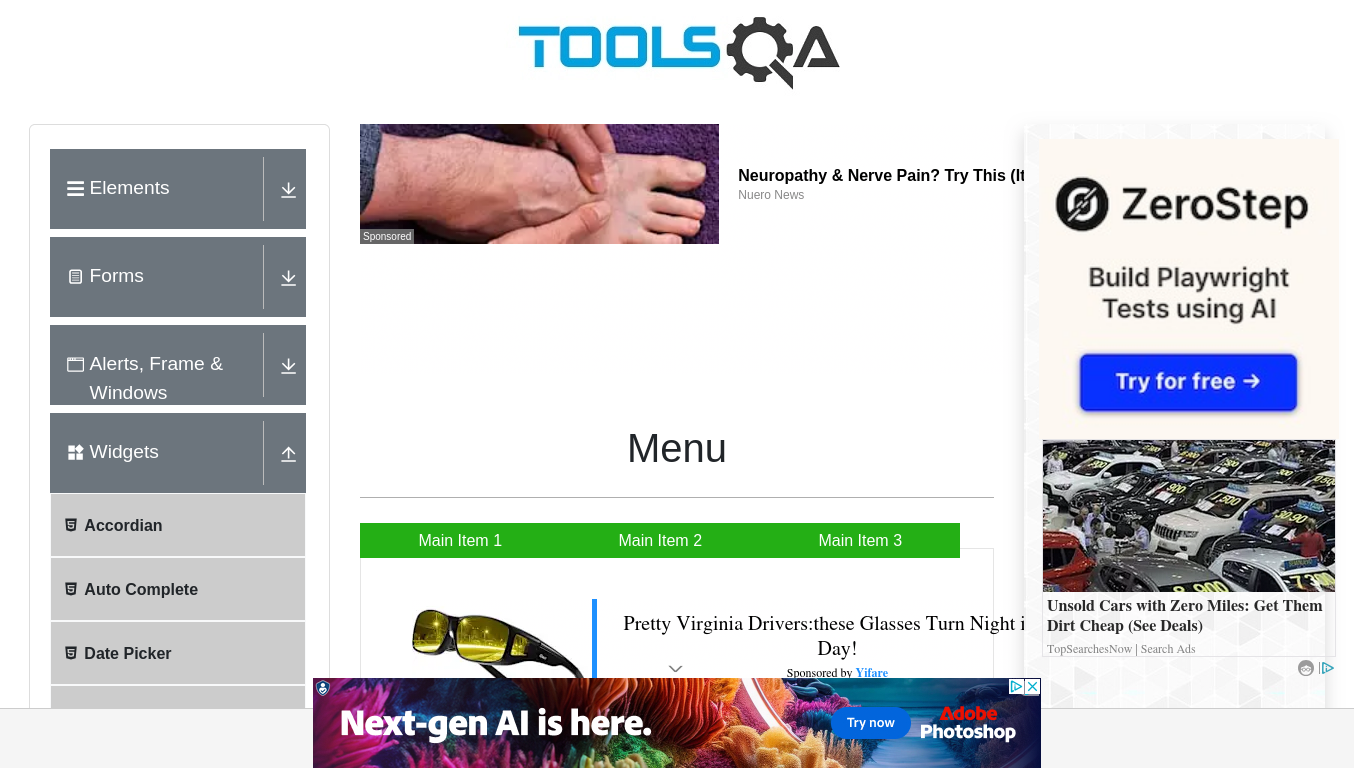 TOOLSQA
Elements
Forms
Alerts, Frame &
Windows
Widgets
Accordian
Auto Complete
Date Picker
Sponsored
Neuropathy & Nerve Pain? Try This (It
Nuero News
Menu
Main Item 1
Main Item 2
Main Item 3
Pretty Virginia Drivers:these Glasses Turn Night i
Day!
Sponsored by Yifare
ZeroStep
Build Playwright
Tests using AI
Try for free →
Unsold Cars with Zero Miles: Get Them
Dirt Cheap (See Deals)
TopSearchesNow | Search Ads
Next-gen AI is here.
Try now
Adobe
Photoshop